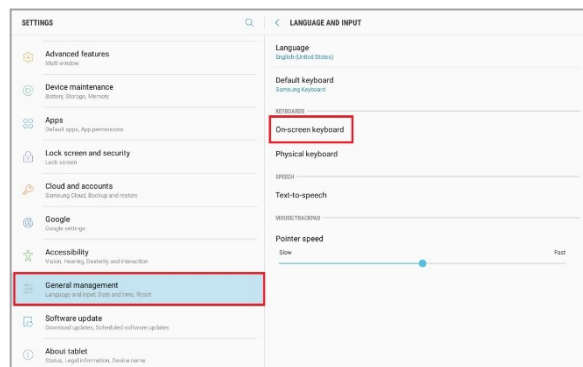 SETTINGS
Advanced features
Multi window
Device maintenance
Battery, Storage, Memory
Apps
Default apps, App permissions
Lock screen and security
Lock screen
Cloud and accounts
Samsung Cloud, Backup and restore
Google
Google settings
Accessibility
Vision, Hearing, Dexterity and interaction
General management
Language and input, Date and time, Reset
Software update
Download updates, Scheduled software updates
About tablet
Status, Legal information, Device name
LANGUAGE AND INPUT
Language
English (United States)
Default keyboard
Samsung Keyboard
KEYBOARDS
On-screen keyboard
Physical keyboard
SPEECH
Text-to-speech
MOUSE/TRACKPAD
Pointer speed
Slow Fast